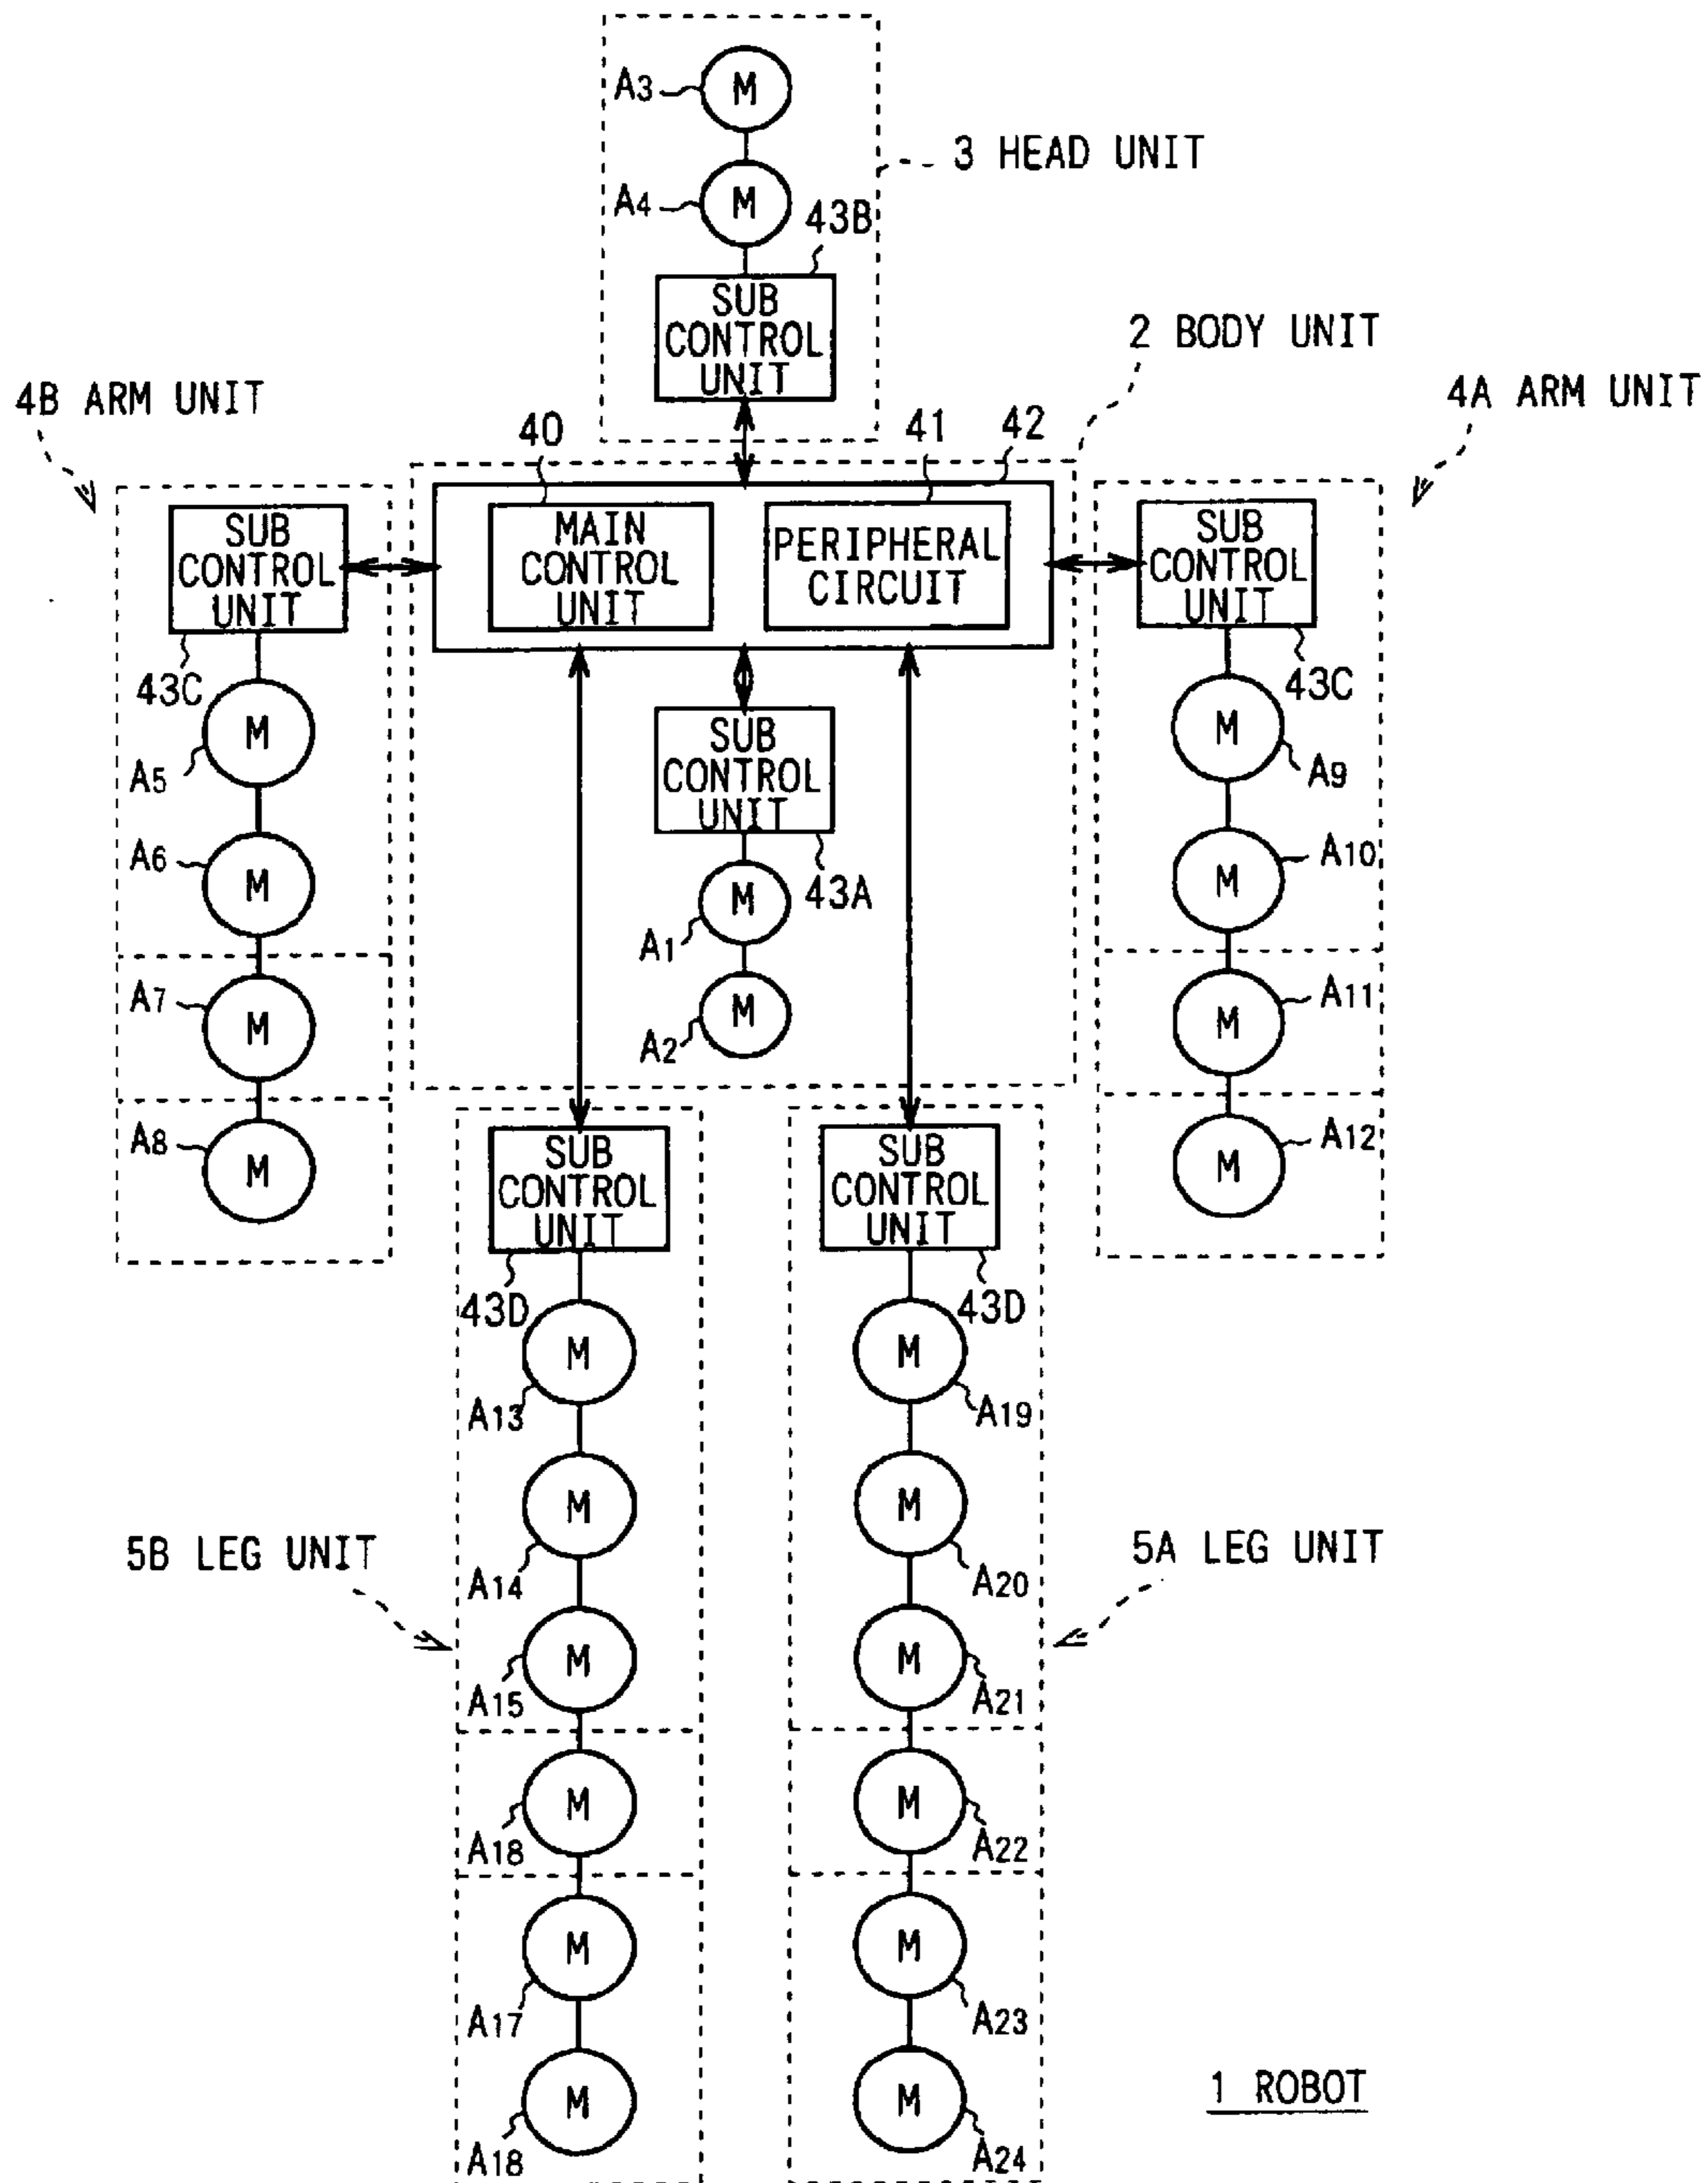 A3
M
3 HEAD UNIT
A4
M
43B
SUB
CONTROL
UNIT
2 BODY UNIT
4B ARM UNIT
4A ARM UNIT
40
41
42
MAIN
CONTROL
UNIT
PERIPHERAL
CIRCUIT
SUB
CONTROL
UNIT
43C
M
A5
A6
M
A7
M
A8
M
SUB
CONTROL
UNIT
43A
M
A1
M
A2
SUB
CONTROL
UNIT
43C
M
A9
M
A10
M
A11
M
A12
SUB
CONTROL
UNIT
43D
M
A13
M
A14
M
A15
M
A18
M
A17
M
A18
5B LEG UNIT
SUB
CONTROL
UNIT
43D
M
A19
M
A20
M
A21
M
A22
M
A23
M
A24
5A LEG UNIT
1 ROBOT